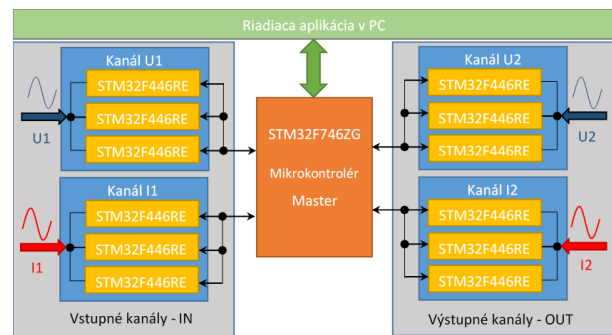 Riadiaca aplikácia v PC
Kanál U1
STM32F446RE
STM32F446RE
STM32F446RE
U1
Kanál I1
STM32F446RE
STM32F446RE
STM32F446RE
I1
Vstupné kanály - IN
STM32F746ZG
Mikrokontrolér
Master
Kanál U2
STM32F446RE
STM32F446RE
STM32F446RE
U2
Kanál I2
STM32F446RE
STM32F446RE
STM32F446RE
I2
Výstupné kanály - OUT